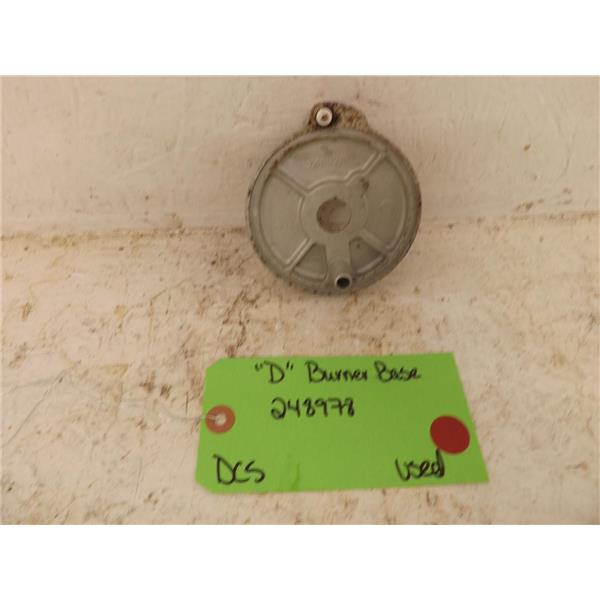 "D" Burner Base
248978
DCS used